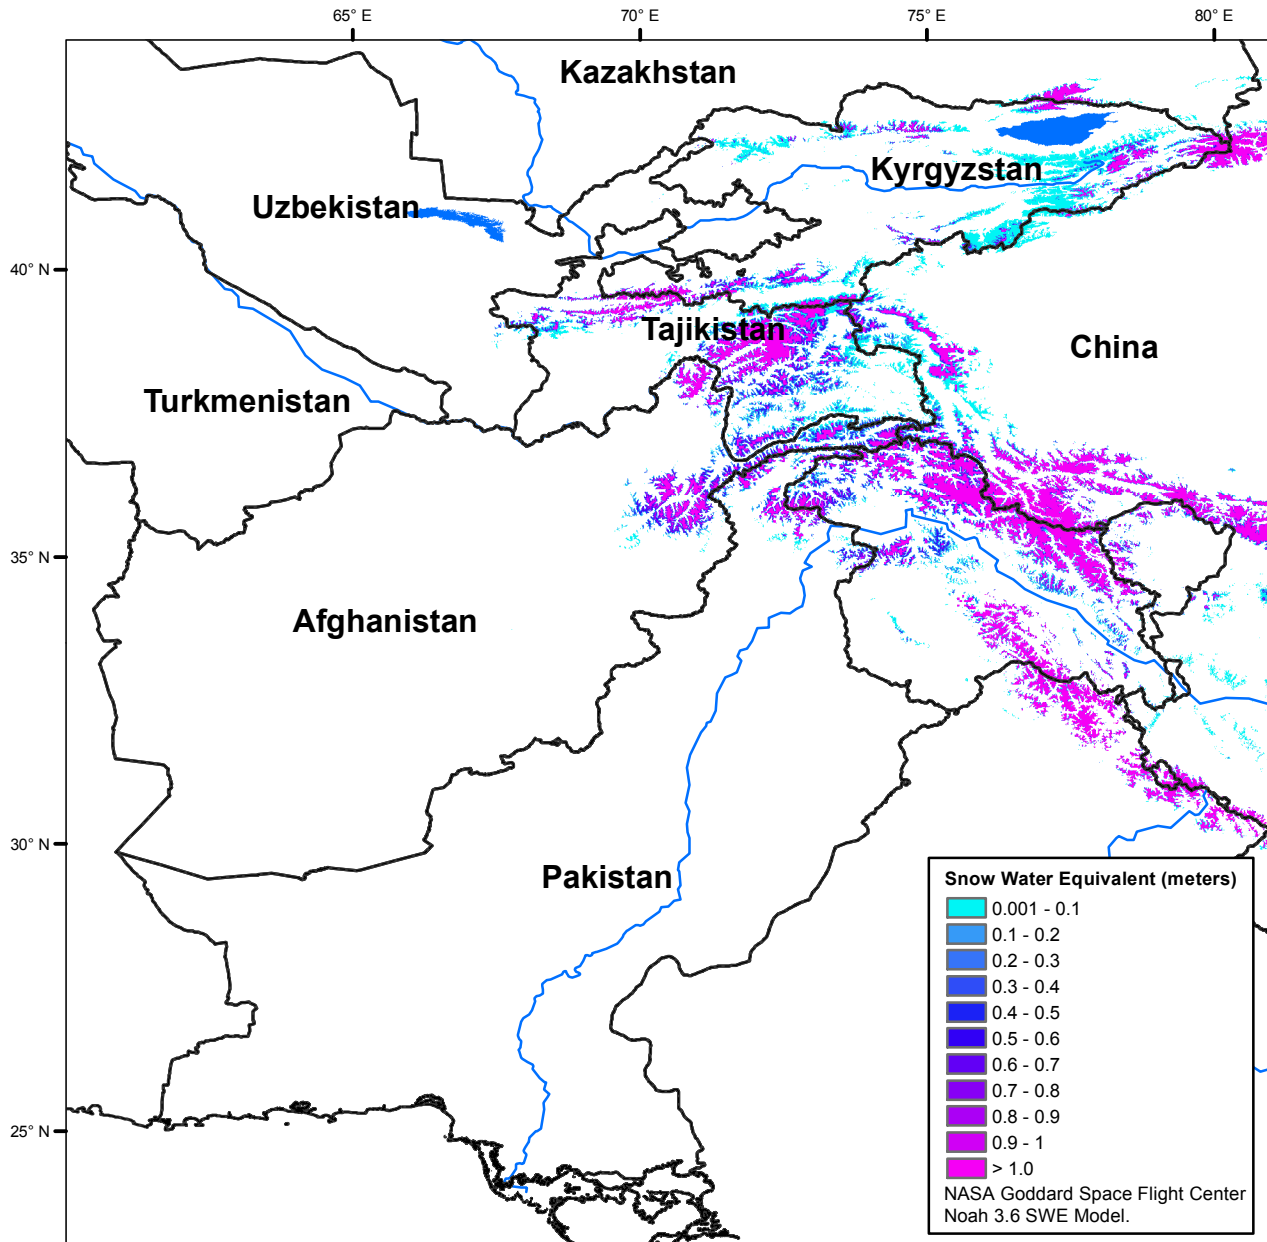 65° E
70° E
75° E
80° E
Kazakhstan
Kyrgyzstan
Uzbekistan
40° N
Tajikistan
China
Turkmenistan
35° N
Afghanistan
30° N
Pakistan
25° N
Snow Water Equivalent (meters)
0.001 - 0.1
0.1 - 0.2
0.2 - 0.3
0.3 - 0.4
0.4 - 0.5
0.5 - 0.6
0.6 - 0.7
0.7 - 0.8
0.8 - 0.9
0.9 - 1
> 1.0
NASA Goddard Space Flight Center
Noah 3.6 SWE Model.